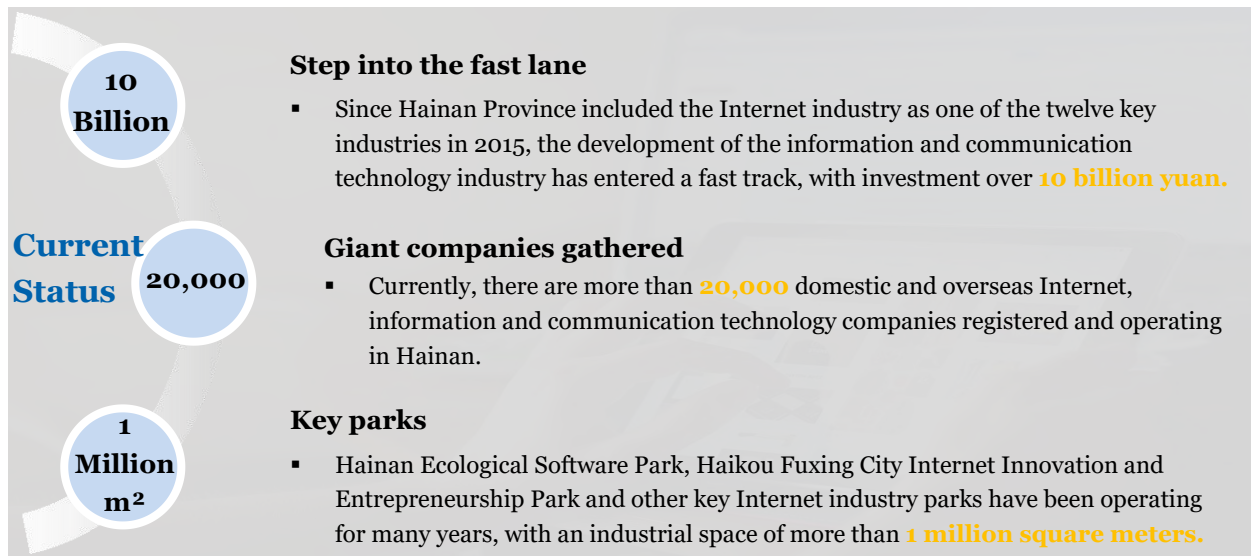 10
Billion
Step into the fast lane
▪ Since Hainan Province included the Internet industry as one of the twelve key
industries in 2015, the development of the information and communication
technology industry has entered a fast track, with investment over 10 billion yuan.
Current
Status
20,000
Giant companies gathered
▪ Currently, there are more than 20,000 domestic and overseas Internet,
information and communication technology companies registered and operating
in Hainan.
1
Million
m²
Key parks
▪ Hainan Ecological Software Park, Haikou Fuxing City Internet Innovation and
Entrepreneurship Park and other key Internet industry parks have been operating
for many years, with an industrial space of more than 1 million square meters.